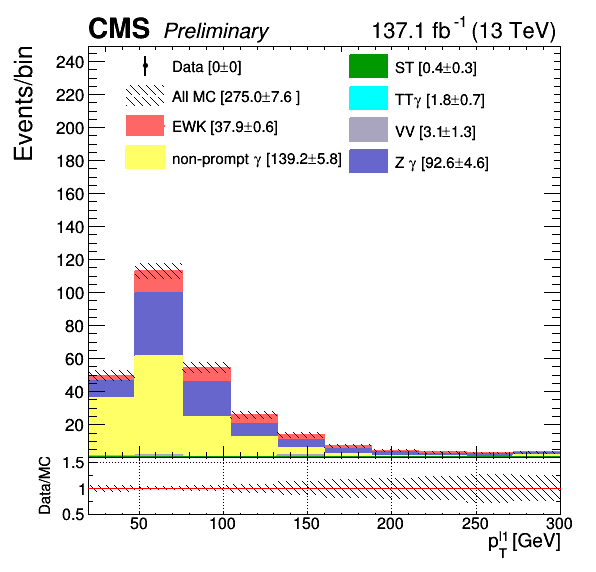 CMS Preliminary 137.1 fb⁻¹ (13 TeV)
Events/bin
240
220
200
180
160
140
120
100
80
60
40
20
Data [0±0]
All MC [275.0±7.6 ]
EWK [37.9±0.6]
non-prompt γ [139.2±5.8]
ST [0.4±0.3]
TTγ [1.8±0.7]
VV [3.1±1.3]
Z γ [92.6±4.6]
Data/MC
1.5
1
0.5
50 100 150 200 250 300
p_T^l1 [GeV]